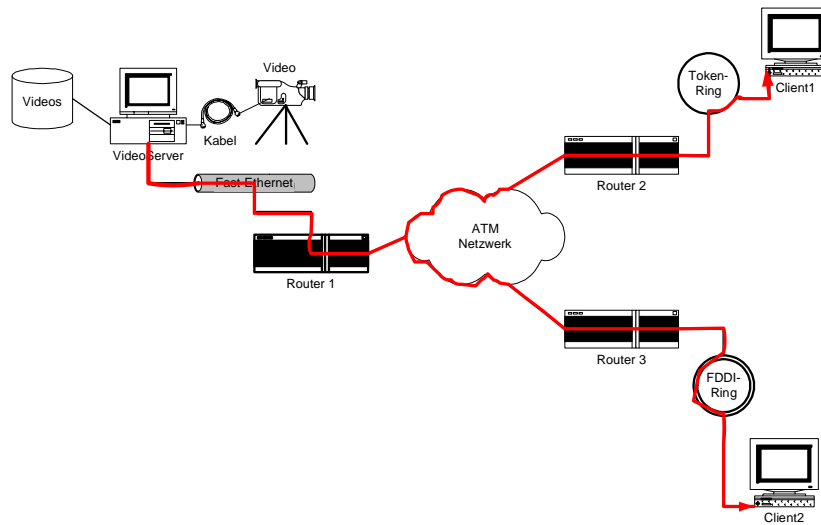 Videos
VideoServer
Kabel
Video
Fast Ethernet
Router 1
ATM
Netzwerk
Router 2
Token-
Ring
Client1
Router 3
FDDI-
Ring
Client2